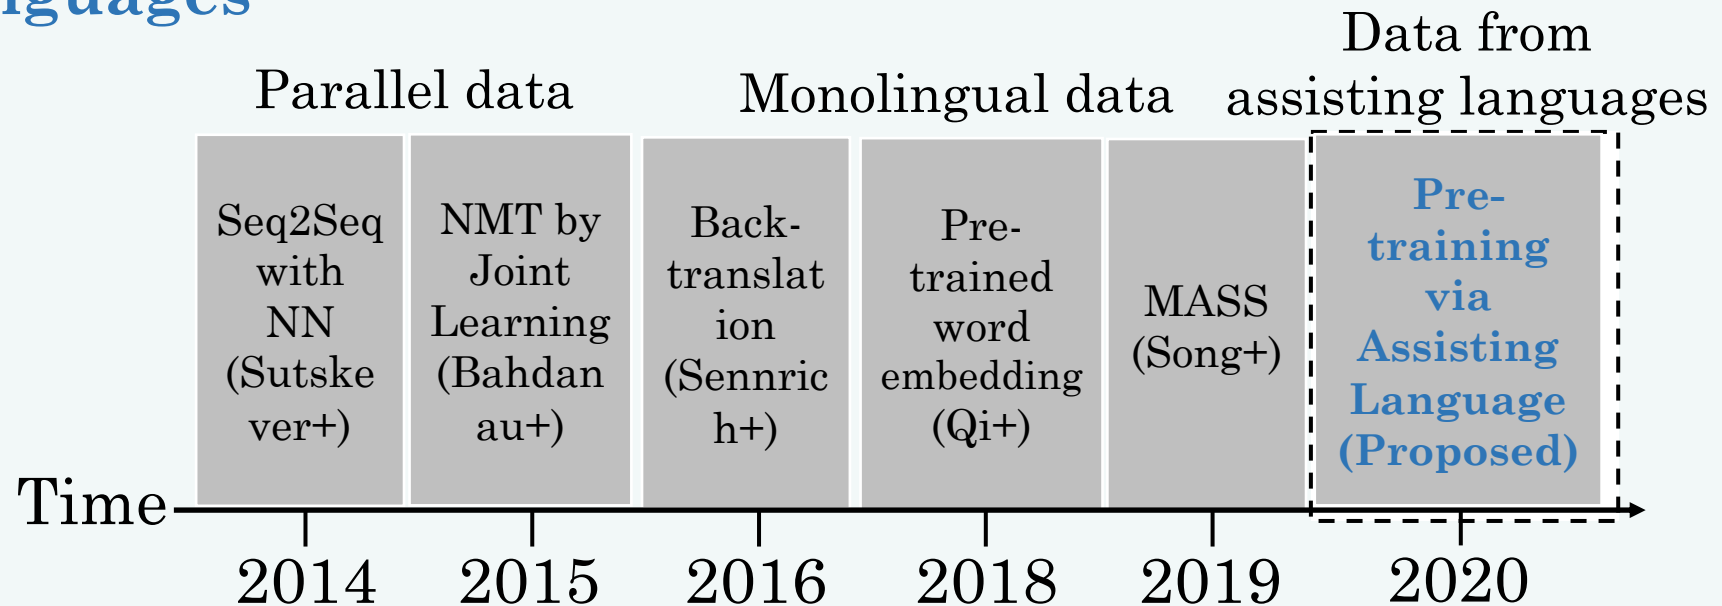 nguages
Parallel data
Monolingual data
Data from
assisting languages
Seq2Seq
with
NN
(Sutske
ver+)
NMT by
Joint
Learning
(Bahdan
au+)
Back-
translat
ion
(Sennric
h+)
Pre-
trained
word
embedding
(Qi+)
MASS
(Song+)
Pre-
training
via
Assisting
Language
(Proposed)
Time
2014
2015
2016
2018
2019
2020